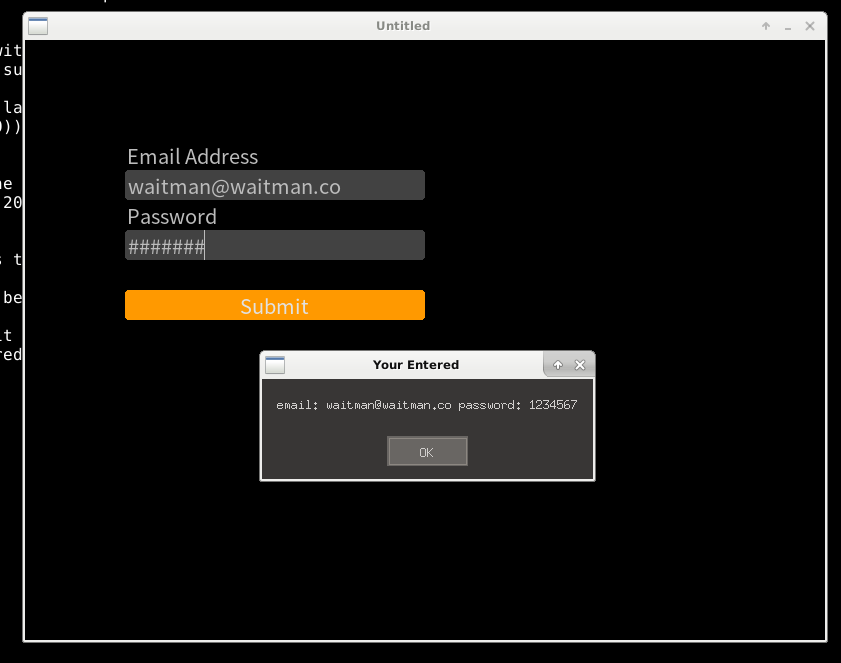 Untitled
wit
su
la
))
ne
20
s t
be
it
red
Email Address
waitman@waitman.co
Password
#######
Submit
Your Entered
email: waitman@waitman.co password: 1234567
OK